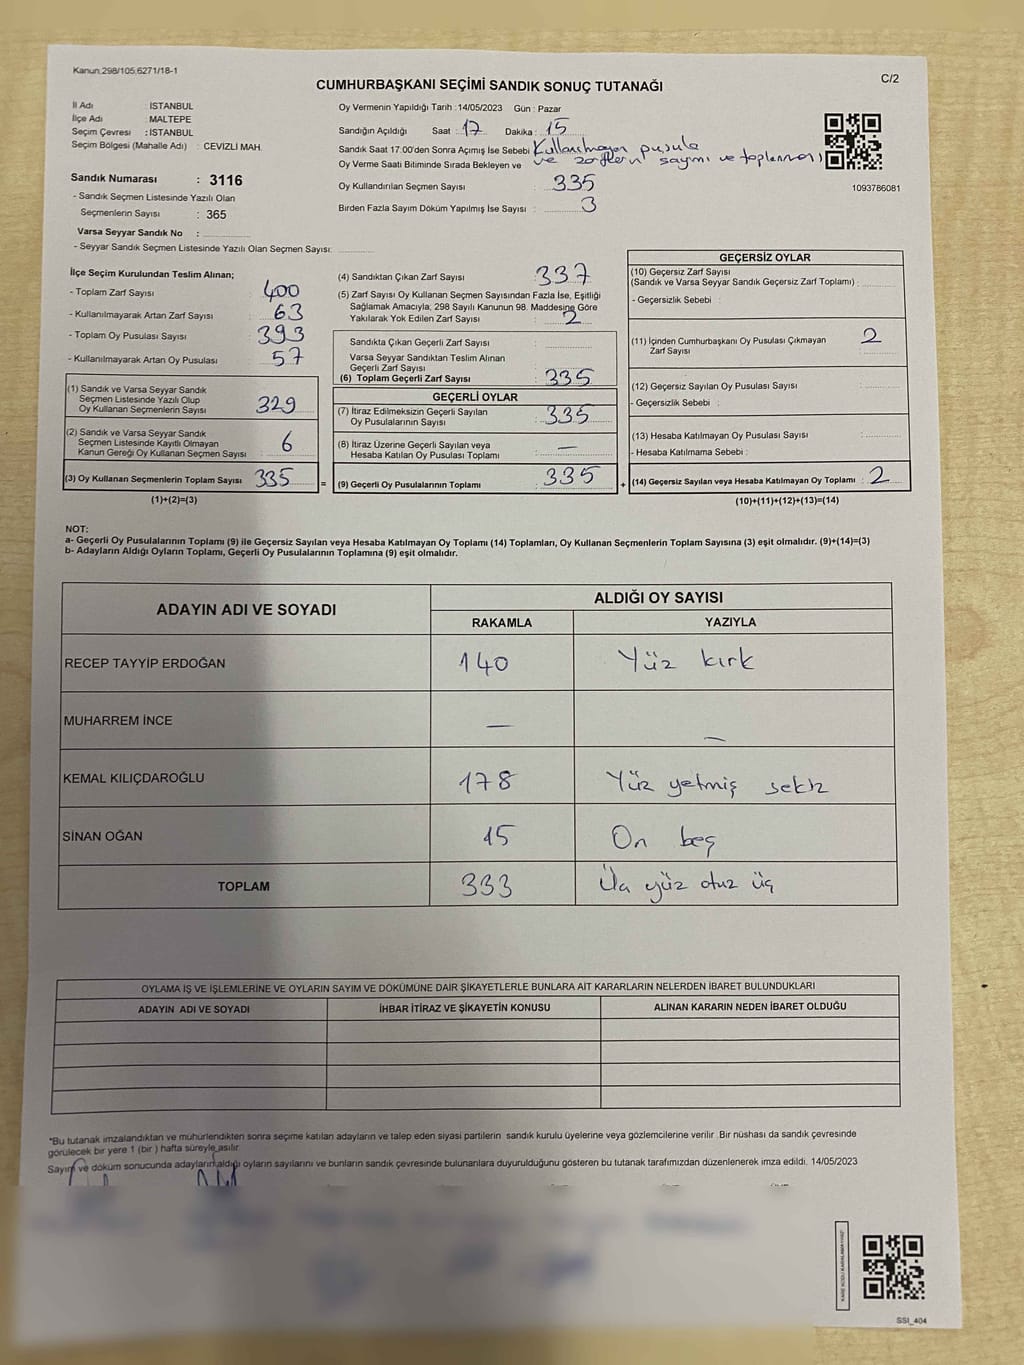 Kanun:298/105,6271/18-1
C/2
CUMHURBAŞKANI SEÇİMİ SANDIK SONUÇ TUTANAĞI
İl Adı : İSTANBUL
İlçe Adı : MALTEPE
Seçim Çevresi : İSTANBUL
Seçim Bölgesi (Mahalle Adı) : CEVİZLİ MAH.
Sandık Numarası : 3116
- Sandık Seçmen Listesinde Yazılı Olan
Seçmenlerin Sayısı : 365
Varsa Seyyar Sandık No :
- Seyyar Sandık Seçmen Listesinde Yazılı Olan Seçmen Sayısı:
Oy Vermenin Yapıldığı Tarih : 14/05/2023 Gün : Pazar
Sandığın Açıldığı Saat : 17 Dakika : 15
Sandık Saat 17:00'den Sonra Açımış İse Sebebi Kullanılmayan pusula
Oy Verme Saati Bitiminde Sırada Bekleyen ve ve zarfların sayımı ve toplanması
Oy Kullandırılan Seçmen Sayısı : 335
Birden Fazla Sayım Döküm Yapılmış İse Sayısı : 3
1093786081
İlçe Seçim Kurulundan Teslim Alınan;
- Toplam Zarf Sayısı : 400
- Kullanılmayarak Artan Zarf Sayısı : 63
- Toplam Oy Pusulası Sayısı : 393
- Kullanılmayarak Artan Oy Pusulası : 57
(1) Sandık ve Varsa Seyyar Sandık
Seçmen Listesinde Yazılı Olup
Oy Kullanan Seçmenlerin Sayısı : 329
(2) Sandık ve Varsa Seyyar Sandık
Seçmen Listesinde Kayıtlı Olmayan
Kanun Gereği Oy Kullanan Seçmen Sayısı : 6
(3) Oy Kullanan Seçmenlerin Toplam Sayısı : 335
(1)+(2)=(3)
=
(4) Sandıktan Çıkan Zarf Sayısı : 337
(5) Zarf Sayısı Oy Kullanan Seçmen Sayısından Fazla İse, Eşitliği
Sağlamak Amacıyla; 298 Sayılı Kanunun 98. Maddesine Göre
Yakılarak Yok Edilen Zarf Sayısı : 2
Sandıkta Çıkan Geçerli Zarf Sayısı :
Varsa Seyyar Sandıktan Teslim Alınan
Geçerli Zarf Sayısı :
(6) Toplam Geçerli Zarf Sayısı : 335
GEÇERLİ OYLAR
(7) İtiraz Edilmeksizin Geçerli Sayılan
Oy Pusulalarının Sayısı : 335
(8) İtiraz Üzerine Geçerli Sayılan veya
Hesaba Katılan Oy Pusulası Toplamı : —
(9) Geçerli Oy Pusulalarının Toplamı : 335
+
GEÇERSİZ OYLAR
(10) Geçersiz Zarf Sayısı
(Sandık ve Varsa Seyyar Sandık Geçersiz Zarf Toplamı) :
- Geçersizlik Sebebi :
(11) İçinden Cumhurbaşkanı Oy Pusulası Çıkmayan
Zarf Sayısı : 2
(12) Geçersiz Sayılan Oy Pusulası Sayısı :
- Geçersizlik Sebebi :
(13) Hesaba Katılmayan Oy Pusulası Sayısı :
- Hesaba Katılmama Sebebi :
(14) Geçersiz Sayılan veya Hesaba Katılmayan Oy Toplamı : 2
(10)+(11)+(12)+(13)=(14)
NOT:
a- Geçerli Oy Pusulalarının Toplamı (9) ile Geçersiz Sayılan veya Hesaba Katılmayan Oy Toplamı (14) Toplamları, Oy Kullanan Seçmenlerin Toplam Sayısına (3) eşit olmalıdır. (9)+(14)=(3)
b- Adayların Aldığı Oyların Toplamı, Geçerli Oy Pusulalarının Toplamına (9) eşit olmalıdır.
ADAYIN ADI VE SOYADI
ALDIĞI OY SAYISI
RAKAMLA YAZIYLA
RECEP TAYYİP ERDOĞAN 140 Yüz kırk
MUHARREM İNCE — —
KEMAL KILIÇDAROĞLU 178 Yüz yetmiş sekiz
SİNAN OĞAN 15 On beş
TOPLAM 333 Üç yüz otuz üç
OYLAMA İŞ VE İŞLEMLERİNE VE OYLARIN SAYIM VE DÖKÜMÜNE DAİR ŞİKAYETLERLE BUNLARA AİT KARARLARIN NELERDEN İBARET BULUNDUKLARI
ADAYIN ADI VE SOYADI İHBAR İTİRAZ VE ŞİKAYETİN KONUSU ALINAN KARARIN NEDEN İBARET OLDUĞU
*Bu tutanak imzalandıktan ve mühürlendikten sonra seçime katılan adayların ve talep eden siyasi partilerin sandık kurulu üyelerine veya gözlemcilerine verilir. Bir nüshası da sandık çevresinde
görülecek bir yere 1 (bir ) hafta süreyle asılır.
Sayım ve döküm sonucunda adayların aldığı oyların sayılarını ve bunların sandık çevresinde bulunanlara duyurulduğunu gösteren bu tutanak tarafımızdan düzenlenerek imza edildi. 14/05/2023
SSI_404